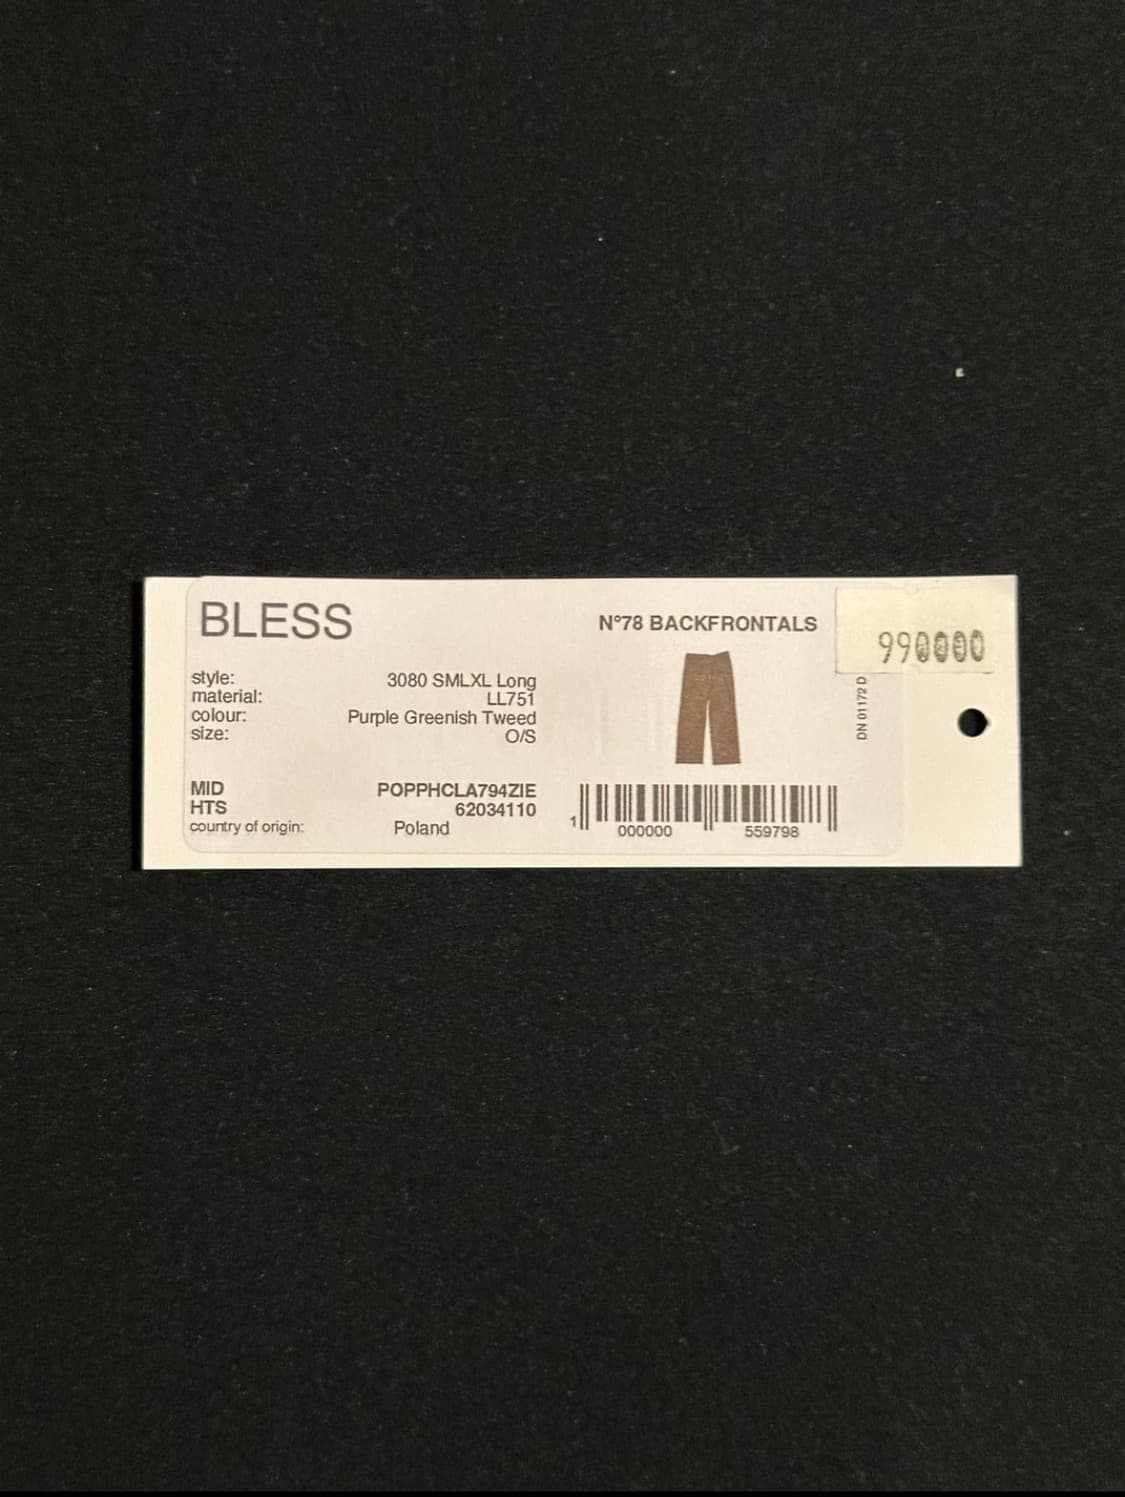 BLESS
N°78 BACKFRONTALS
990000
style: 3080 SMLXL Long
material: LL751
colour: Purple Greenish Tweed
size: O/S
DN 01172 D
MID POPPHCLA794ZIE
HTS 62034110
country of origin: Poland
1 000000 559798